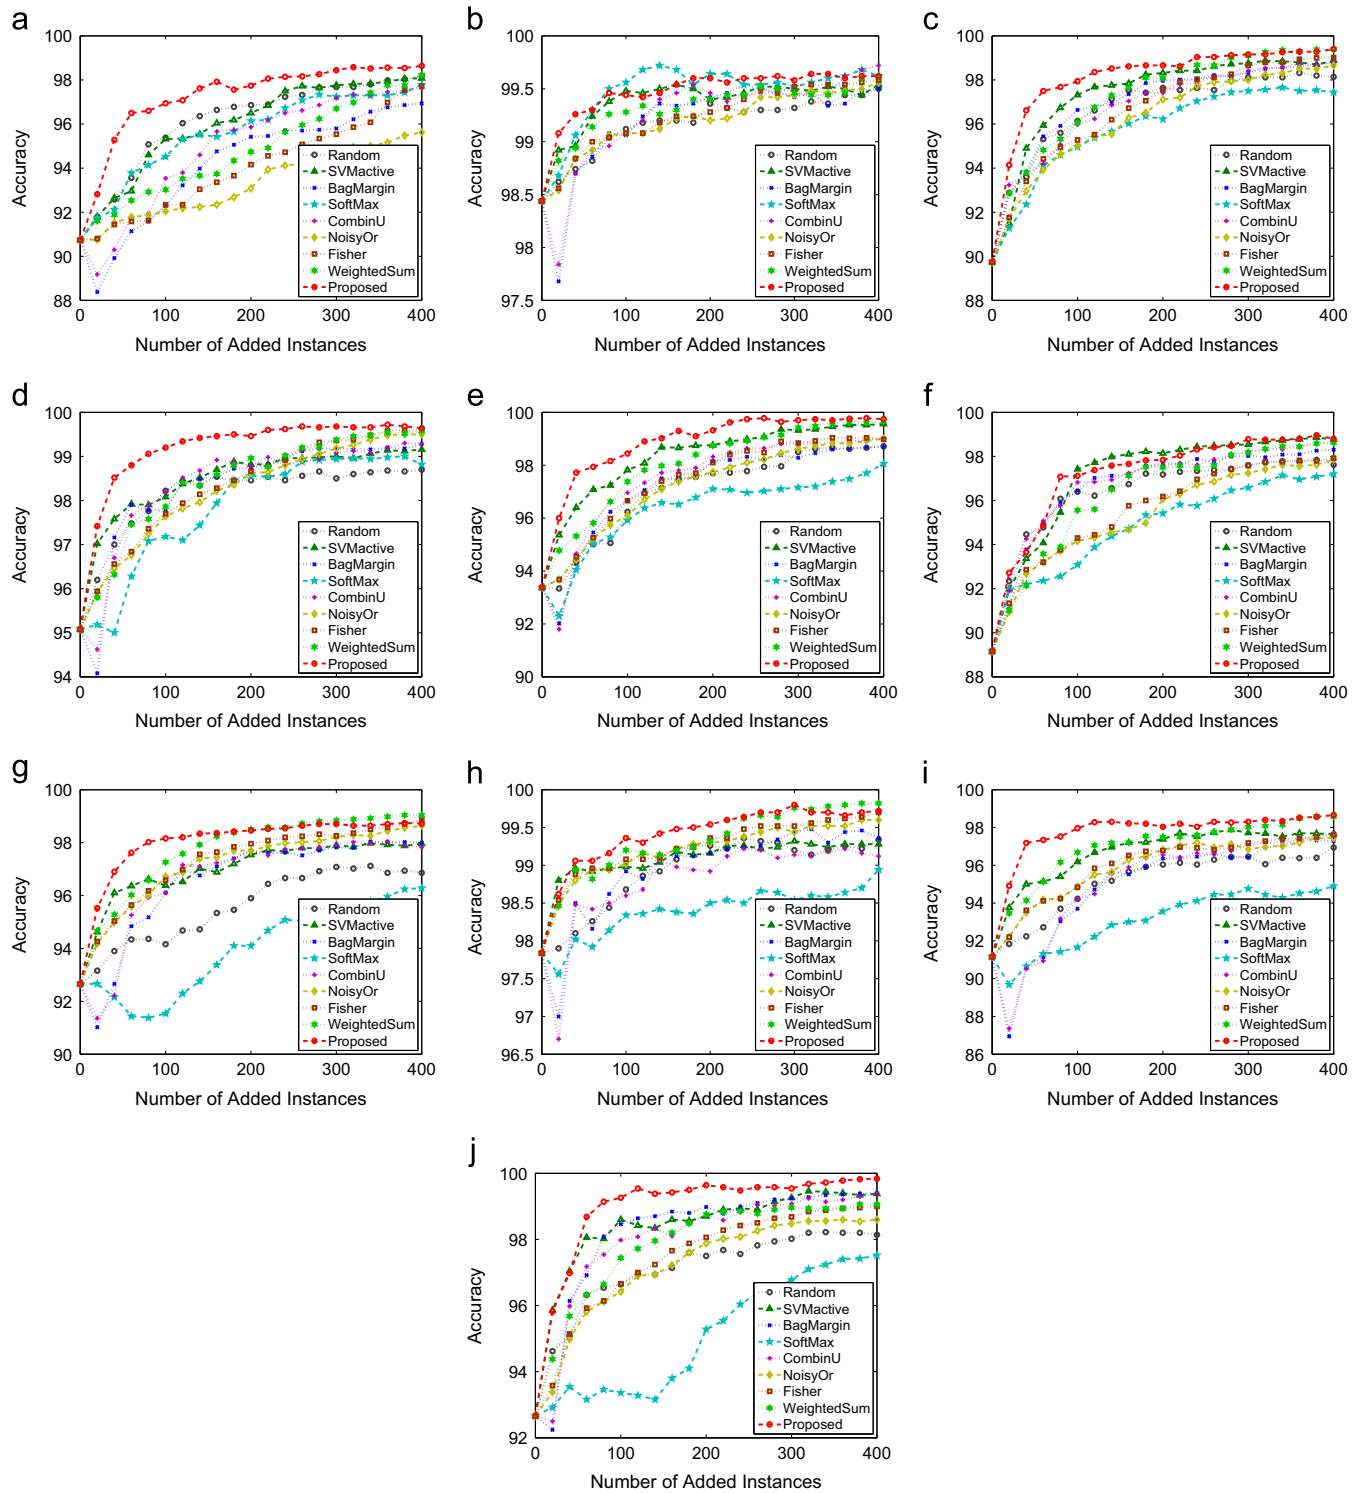 a
100
98
96
94
92
90
88
Accuracy
0 100 200 300 400
Number of Added Instances
Random
SVMactive
BagMargin
SoftMax
CombinU
NoisyOr
Fisher
WeightedSum
Proposed
b
100
99.5
99
98.5
98
97.5
Accuracy
0 100 200 300 400
Number of Added Instances
Random
SVMactive
BagMargin
SoftMax
CombinU
NoisyOr
Fisher
WeightedSum
Proposed
c
100
98
96
94
92
90
88
Accuracy
0 100 200 300 400
Number of Added Instances
Random
SVMactive
BagMargin
SoftMax
CombinU
NoisyOr
Fisher
WeightedSum
Proposed
d
100
99
98
97
96
95
94
Accuracy
0 100 200 300 400
Number of Added Instances
Random
SVMactive
BagMargin
SoftMax
CombinU
NoisyOr
Fisher
WeightedSum
Proposed
e
100
98
96
94
92
90
Accuracy
0 100 200 300 400
Number of Added Instances
Random
SVMactive
BagMargin
SoftMax
CombinU
NoisyOr
Fisher
WeightedSum
Proposed
f
100
98
96
94
92
90
88
Accuracy
0 100 200 300 400
Number of Added Instances
Random
SVMactive
BagMargin
SoftMax
CombinU
NoisyOr
Fisher
WeightedSum
Proposed
g
100
98
96
94
92
90
Accuracy
0 100 200 300 400
Number of Added Instances
Random
SVMactive
BagMargin
SoftMax
CombinU
NoisyOr
Fisher
WeightedSum
Proposed
h
100
99.5
99
98.5
98
97.5
97
96.5
Accuracy
0 100 200 300 400
Number of Added Instances
Random
SVMactive
BagMargin
SoftMax
CombinU
NoisyOr
Fisher
WeightedSum
Proposed
i
100
98
96
94
92
90
88
86
Accuracy
0 100 200 300 400
Number of Added Instances
Random
SVMactive
BagMargin
SoftMax
CombinU
NoisyOr
Fisher
WeightedSum
Proposed
j
100
98
96
94
92
Accuracy
0 100 200 300 400
Number of Added Instances
Random
SVMactive
BagMargin
SoftMax
CombinU
NoisyOr
Fisher
WeightedSum
Proposed